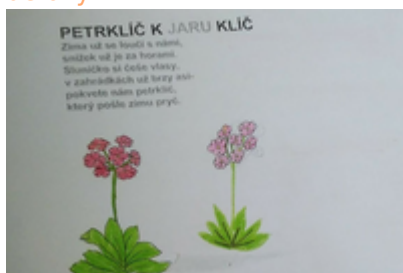 PETRKLÍČ K JARU KLÍČ
Zima už se loučí s námi,
snížek už je za horami.
Sluníčko si češe vlasy,
v zahrádkách už brzy asi-
pokvete nám petrklíč,
který pošle zimu pryč.